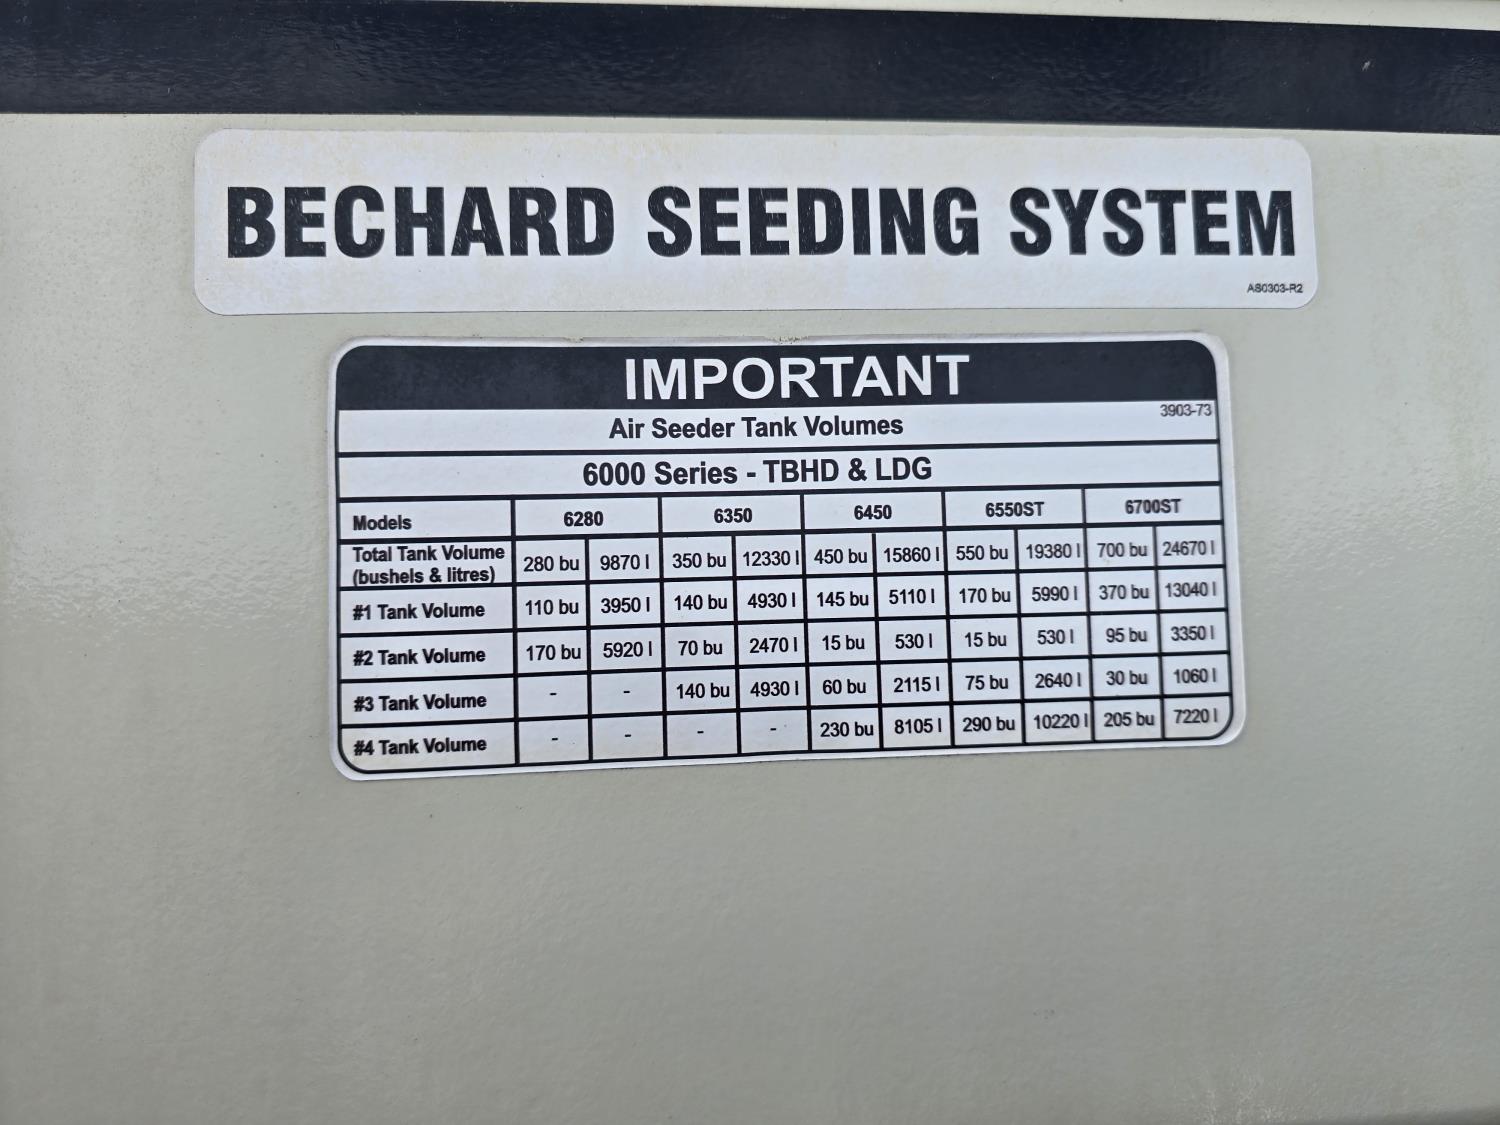 BECHARD SEEDING SYSTEM
AS0303-R2
IMPORTANT
3903-73
Air Seeder Tank Volumes
6000 Series - TBHD & LDG
Models 6280 6350 6450 6550ST 6700ST
Total Tank Volume
(bushels & litres) 280 bu 9870 l 350 bu 12330 l 450 bu 15860 l 550 bu 19380 l 700 bu 24670 l
#1 Tank Volume 110 bu 3950 l 140 bu 4930 l 145 bu 5110 l 170 bu 5990 l 370 bu 13040 l
#2 Tank Volume 170 bu 5920 l 70 bu 2470 l 15 bu 530 l 15 bu 530 l 95 bu 3350 l
#3 Tank Volume - - 140 bu 4930 l 60 bu 2115 l 75 bu 2640 l 30 bu 1060 l
#4 Tank Volume - - - - 230 bu 8105 l 290 bu 10220 l 205 bu 7220 l